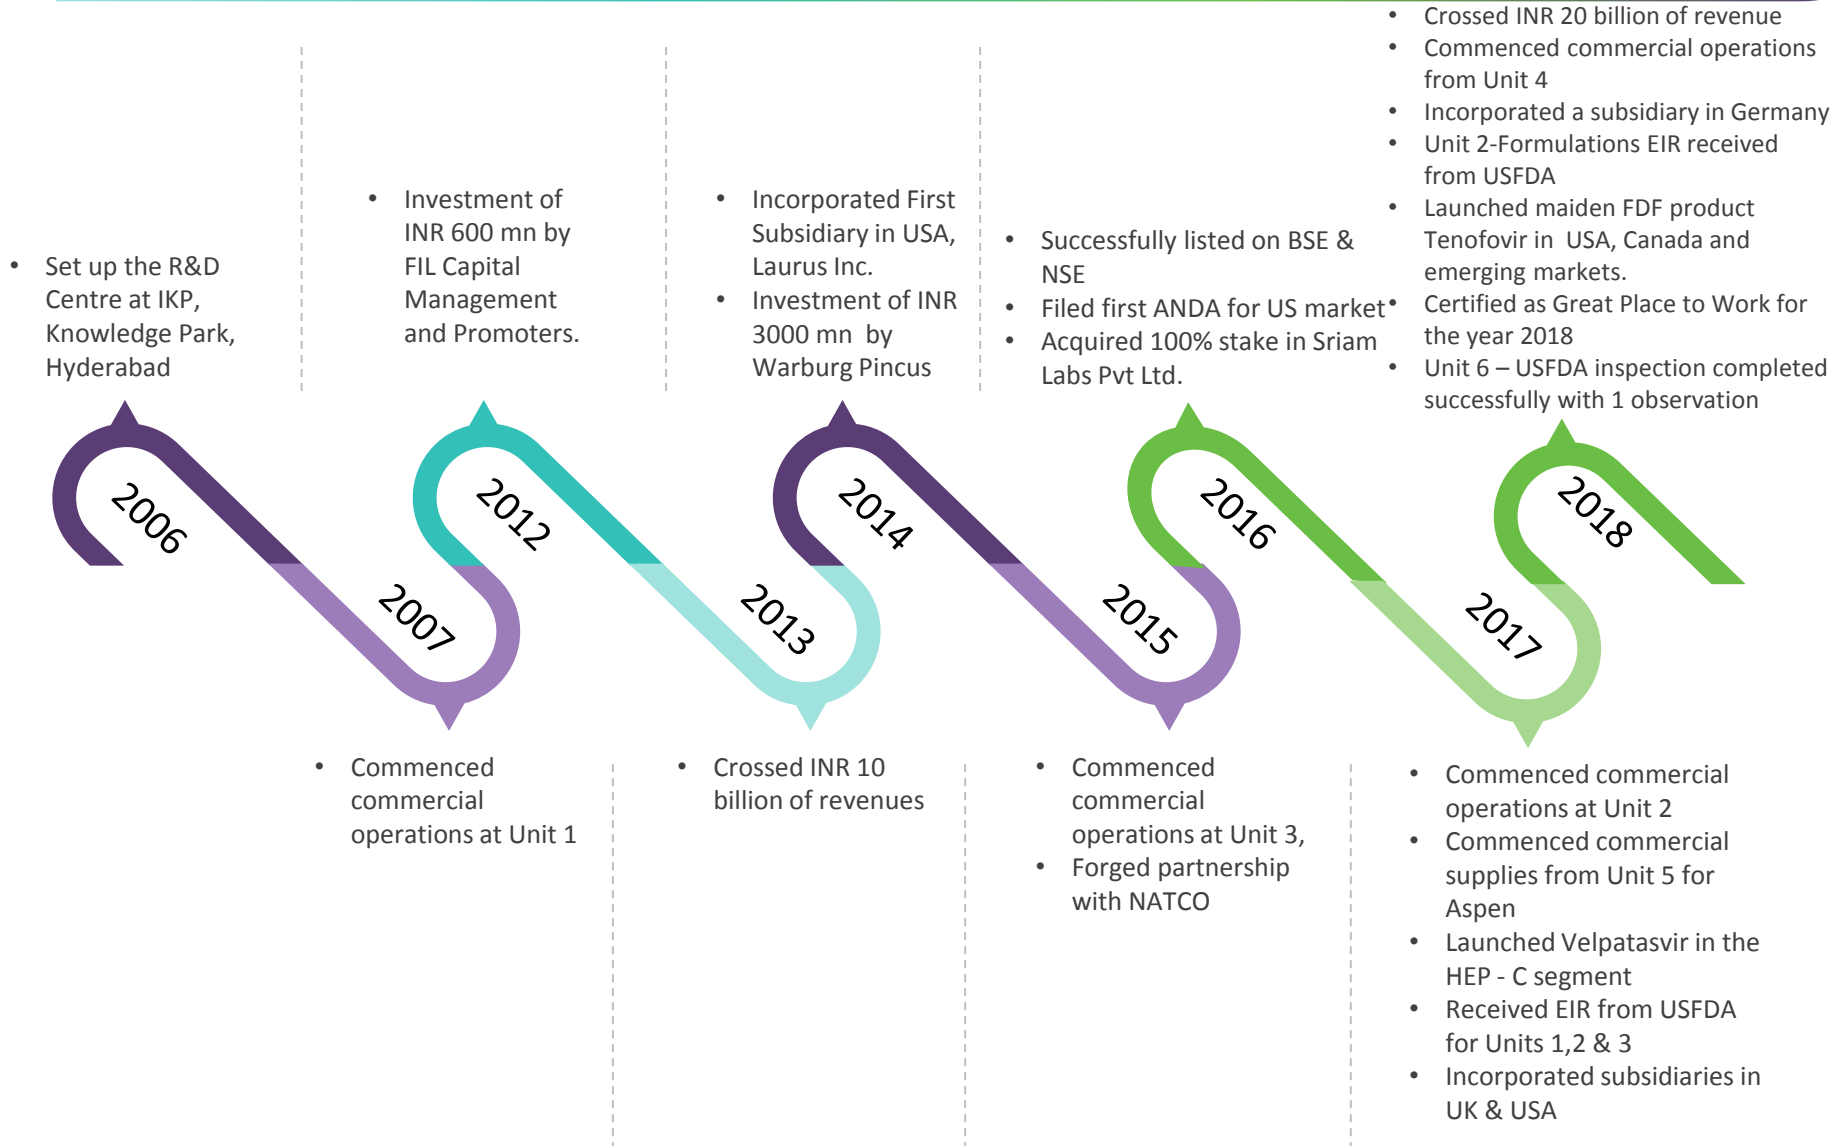 • Set up the R&D
Centre at IKP,
Knowledge Park,
Hyderabad
2006
2007
• Commenced
commercial
operations at Unit 1
• Investment of
INR 600 mn by
FIL Capital
Management
and Promoters.
2012
2013
• Crossed INR 10
billion of revenues
• Incorporated First
Subsidiary in USA,
Laurus Inc.
• Investment of INR
3000 mn by
Warburg Pincus
2014
2015
• Commenced
commercial
operations at Unit 3,
• Forged partnership
with NATCO
• Successfully listed on BSE &
NSE
• Filed first ANDA for US market
• Acquired 100% stake in Sriam
Labs Pvt Ltd.
2016
2017
• Commenced commercial
operations at Unit 2
• Commenced commercial
supplies from Unit 5 for
Aspen
• Launched Velpatasvir in the
HEP - C segment
• Received EIR from USFDA
for Units 1,2 & 3
• Incorporated subsidiaries in
UK & USA
• Crossed INR 20 billion of revenue
• Commenced commercial operations
from Unit 4
• Incorporated a subsidiary in Germany
• Unit 2-Formulations EIR received
from USFDA
• Launched maiden FDF product
Tenofovir in USA, Canada and
emerging markets.
• Certified as Great Place to Work for
the year 2018
• Unit 6 – USFDA inspection completed
successfully with 1 observation
2018